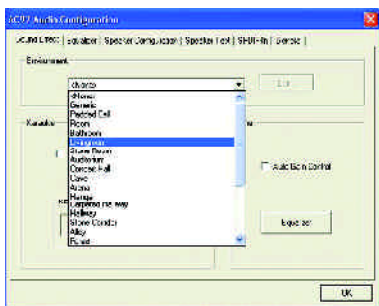 AC97 Audio Configuration
Sound Effect | Equalizer | Speaker Configuration | Speaker Test | S/PDIF-In | General |
Environment
<None>
<None>
Generic
Padded Cell
Room
Bathroom
Livingroom
Stone Room
Auditorium
Concert Hall
Cave
Arena
Hangar
Carpeted Hallway
Hallway
Stone Corridor
Alley
Forest
Karaoke
Auto Gain Control
Equalizer
OK